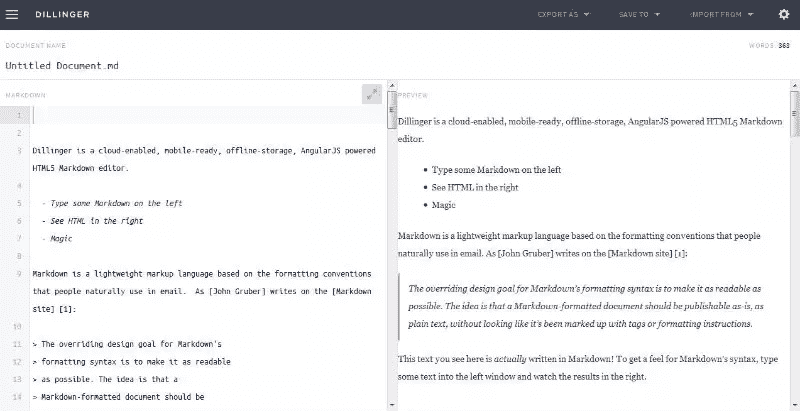 DILLINGER
EXPORT AS
SAVE TO
IMPORT FROM
DOCUMENT NAME
WORDS: 363
Untitled Document.md
MARKDOWN
1
2
3 Dillinger is a cloud-enabled, mobile-ready, offline-storage, AngularJS powered
HTML5 Markdown editor.
4
5 - Type some Markdown on the left
6 - See HTML in the right
7 - Magic
8
9 Markdown is a lightweight markup language based on the formatting conventions
that people naturally use in email.  As [John Gruber] writes on the [Markdown
site] [1]:
10
11 > The overriding design goal for Markdown's
12 > formatting syntax is to make it as readable
13 > as possible. The idea is that a
14 > Markdown-formatted document should be
PREVIEW
Dillinger is a cloud-enabled, mobile-ready, offline-storage, AngularJS powered HTML5 Markdown
editor.
• Type some Markdown on the left
• See HTML in the right
• Magic
Markdown is a lightweight markup language based on the formatting conventions that people
naturally use in email. As [John Gruber] writes on the [Markdown site] [1]:
The overriding design goal for Markdown's formatting syntax is to make it as readable as
possible. The idea is that a Markdown-formatted document should be publishable as-is, as
plain text, without looking like it's been marked up with tags or formatting instructions.
This text you see here is actually written in Markdown! To get a feel for Markdown's syntax, type
some text into the left window and watch the results in the right.